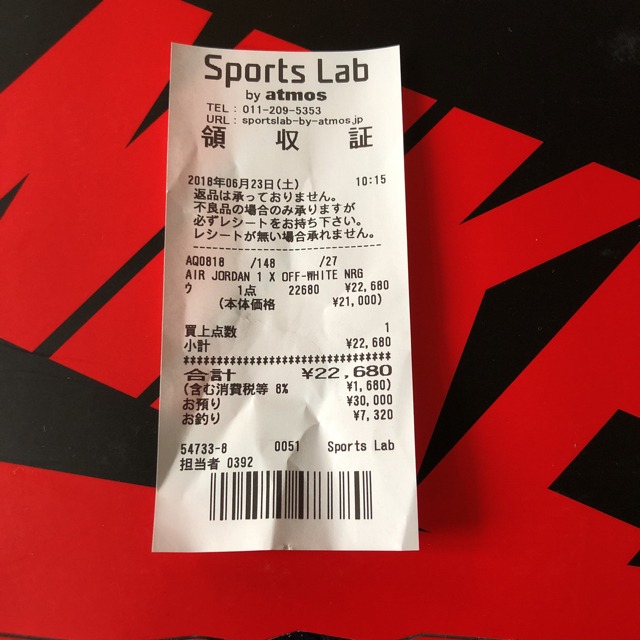 Sports Lab
by atmos
TEL : 011-209-5353
URL : sportslab-by-atmos.jp
領 収 証
2018年06月23日(土) 10:15
返品は承っておりません。
不良品の場合のみ承りますが
必ずレシートをお持ち下さい。
レシートが無い場合承れません。
AQ0818 /148 /27
AIR JORDAN 1 X OFF-WHITE NRG
ウ 1点 22680 ¥22,680
(本体価格 ¥21,000)
買上点数 1
小計 ¥22,680
合計 ¥22,680
(含む消費税等 8% ¥1,680)
お預り ¥30,000
お釣り ¥7,320
54733-8 0051 Sports Lab
担当者 0392